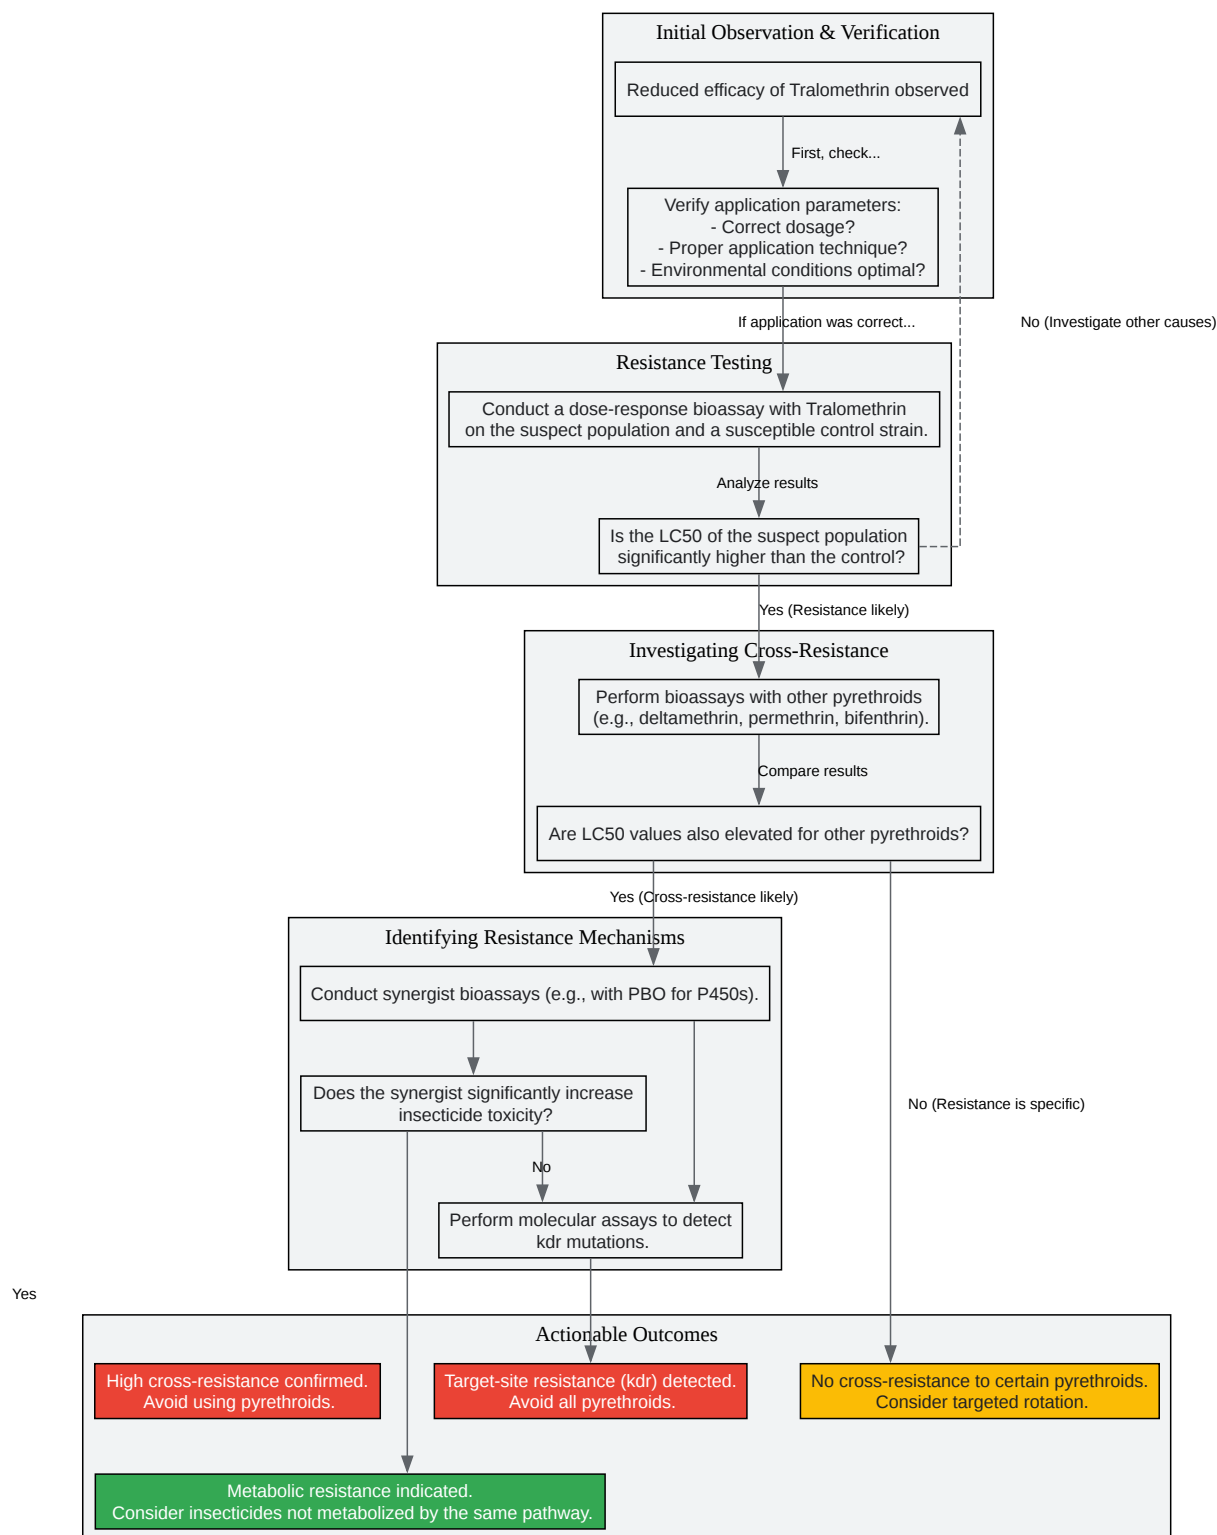 Initial Observation & Verification
Reduced efficacy of Tralomethrin observed
First, check...
Verify application parameters:
- Correct dosage?
- Proper application technique?
- Environmental conditions optimal?
If application was correct...
No (Investigate other causes)
Resistance Testing
Conduct a dose-response bioassay with Tralomethrin
on the suspect population and a susceptible control strain.
Analyze results
Is the LC50 of the suspect population
significantly higher than the control?
Yes (Resistance likely)
Investigating Cross-Resistance
Perform bioassays with other pyrethroids
(e.g., deltamethrin, permethrin, bifenthrin).
Compare results
Are LC50 values also elevated for other pyrethroids?
Yes (Cross-resistance likely)
Identifying Resistance Mechanisms
Conduct synergist bioassays (e.g., with PBO for P450s).
Does the synergist significantly increase
insecticide toxicity?
No (Resistance is specific)
No
Perform molecular assays to detect
kdr mutations.
Yes
Actionable Outcomes
High cross-resistance confirmed.
Avoid using pyrethroids.
Target-site resistance (kdr) detected.
Avoid all pyrethroids.
No cross-resistance to certain pyrethroids.
Consider targeted rotation.
Metabolic resistance indicated.
Consider insecticides not metabolized by the same pathway.